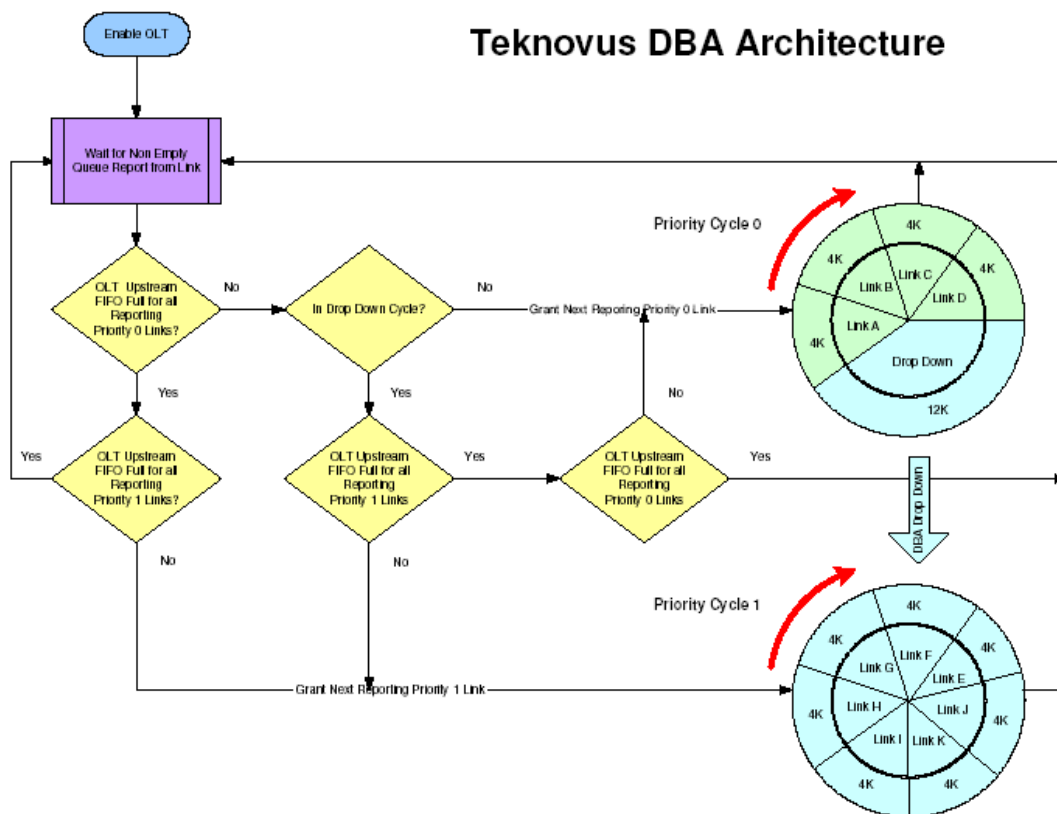 Enable OLT
Teknovus DBA Architecture
Wait for Non Empty
Queue Report from Link
Priority Cycle 0
OLT Upstream
FIFO Full for all
Reporting
Priority 0 Links?
No
In Drop Down Cycle?
No
Grant Next Reporing Priority 0 Link
4K
4K
4K
4K
Link A
Link B
Link C
Link D
Drop Down
12K
Yes
Yes
No
Yes
OLT Upstream
FIFO Full for all
Reporting
Priority 1 Links?
OLT Upstream
FIFO Full for all
Reporting
Priority 1 Links
Yes
OLT Upstream
FIFO Full for all
Reporting
Priority 0 Links
Yes
DBA Drop Down
No
No
Priority Cycle 1
Grant Next Reporing Priority 1 Link
4K
4K
4K
4K
4K
4K
4K
Link F
Link G
Link E
Link H
Link J
Link I
Link K